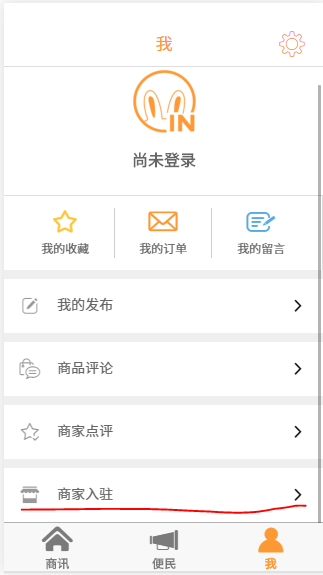 我
IN
尚未登录
我的收藏 我的订单 我的留言
我的发布
商品评论
商家点评
商家入驻
商讯 便民 我